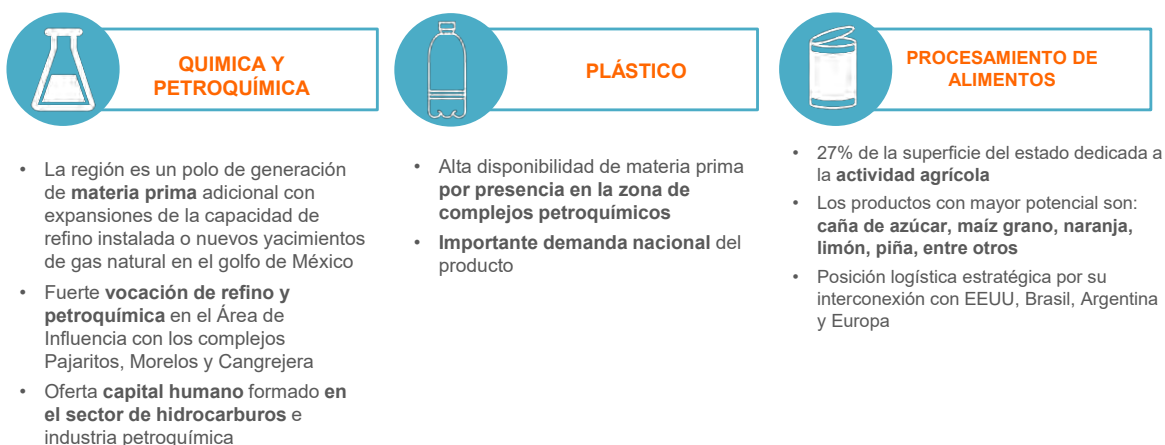 QUIMICA Y
PETROQUÍMICA
• La región es un polo de generación
de materia prima adicional con
expansiones de la capacidad de
refino instalada o nuevos yacimientos
de gas natural en el golfo de México
• Fuerte vocación de refino y
petroquímica en el Área de
Influencia con los complejos
Pajaritos, Morelos y Cangrejera
• Oferta capital humano formado en
el sector de hidrocarburos e
industria petroquímica
PLÁSTICO
• Alta disponibilidad de materia prima
por presencia en la zona de
complejos petroquímicos
• Importante demanda nacional del
producto
PROCESAMIENTO DE
ALIMENTOS
• 27% de la superficie del estado dedicada a
la actividad agrícola
• Los productos con mayor potencial son:
caña de azúcar, maíz grano, naranja,
limón, piña, entre otros
• Posición logística estratégica por su
interconexión con EEUU, Brasil, Argentina
y Europa